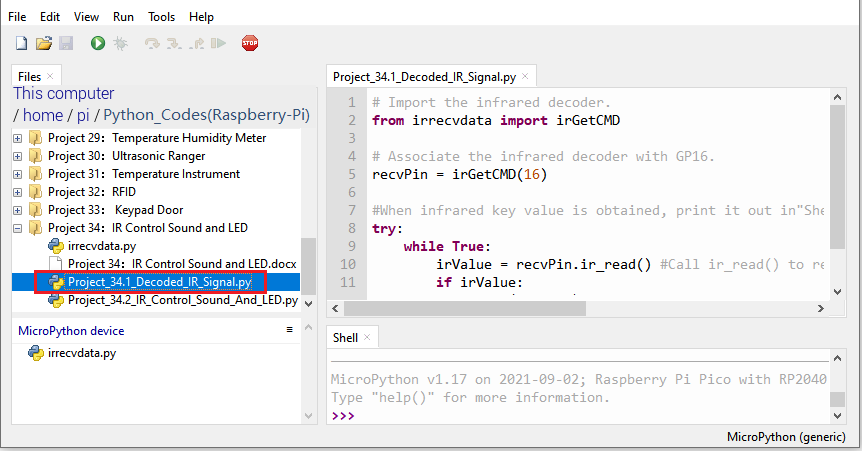 File Edit View Run Tools Help
STOP
Files
This computer
/ home / pi / Python_Codes(Raspberry-Pi)
Project 29：Temperature Humidity Meter
Project 30：Ultrasonic Ranger
Project 31：Temperature Instrument
Project 32：RFID
Project 33： Keypad Door
Project 34：IR Control Sound and LED
irrecvdata.py
Project 34：IR Control Sound and LED.docx
Project_34.1_Decoded_IR_Signal.py
Project_34.2_IR_Control_Sound_And_LED.py
MicroPython device
irrecvdata.py
Project_34.1_Decoded_IR_Signal.py
1 # Import the infrared decoder.
2 from irrecvdata import irGetCMD
3
4 # Associate the infrared decoder with GP16.
5 recvPin = irGetCMD(16)
6
7 #When infrared key value is obtained, print it out in"She
8 try:
9 while True:
10 irValue = recvPin.ir_read() #Call ir_read() to re
11 if irValue:
Shell
MicroPython v1.17 on 2021-09-02; Raspberry Pi Pico with RP2040
Type "help()" for more information.
>>>
MicroPython (generic)